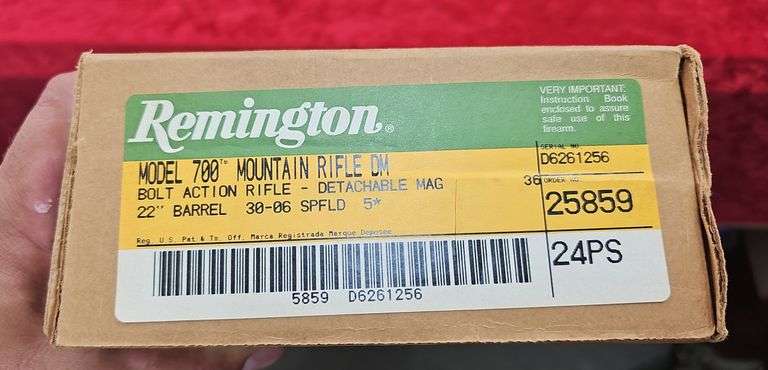 Remington®
VERY IMPORTANT:
Instruction Book
enclosed to assure
safe use of this
firearm.
MODEL 700™ MOUNTAIN RIFLE DM
BOLT ACTION RIFLE - DETACHABLE MAG
22" BARREL 30-06 SPFLD 5*
Reg. U.S. Pat & Tm. Off. Marca Registrada Marque Deposee
SERIAL NO
D6261256
36 ORDER NO.
25859
24PS
5859 D6261256